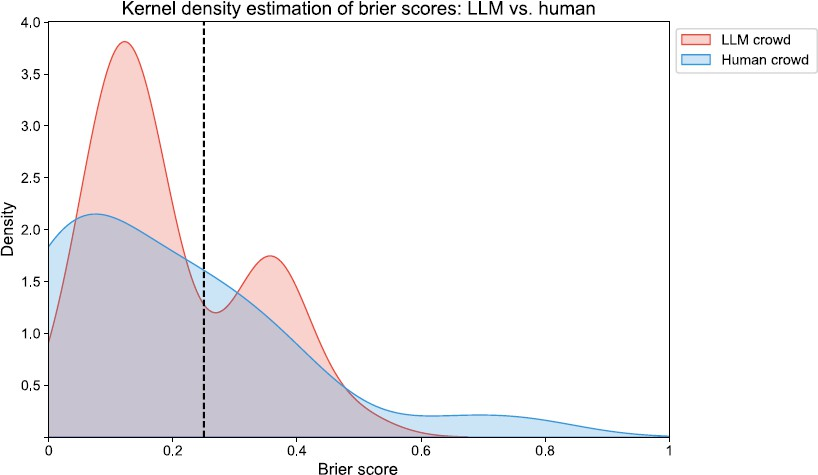 Kernel density estimation of brier scores: LLM vs. human
LLM crowd
Human crowd
4.0
3.5
3.0
2.5
2.0
1.5
1.0
0.5
Density
0
0.2
0.4
0.6
0.8
1
Brier score